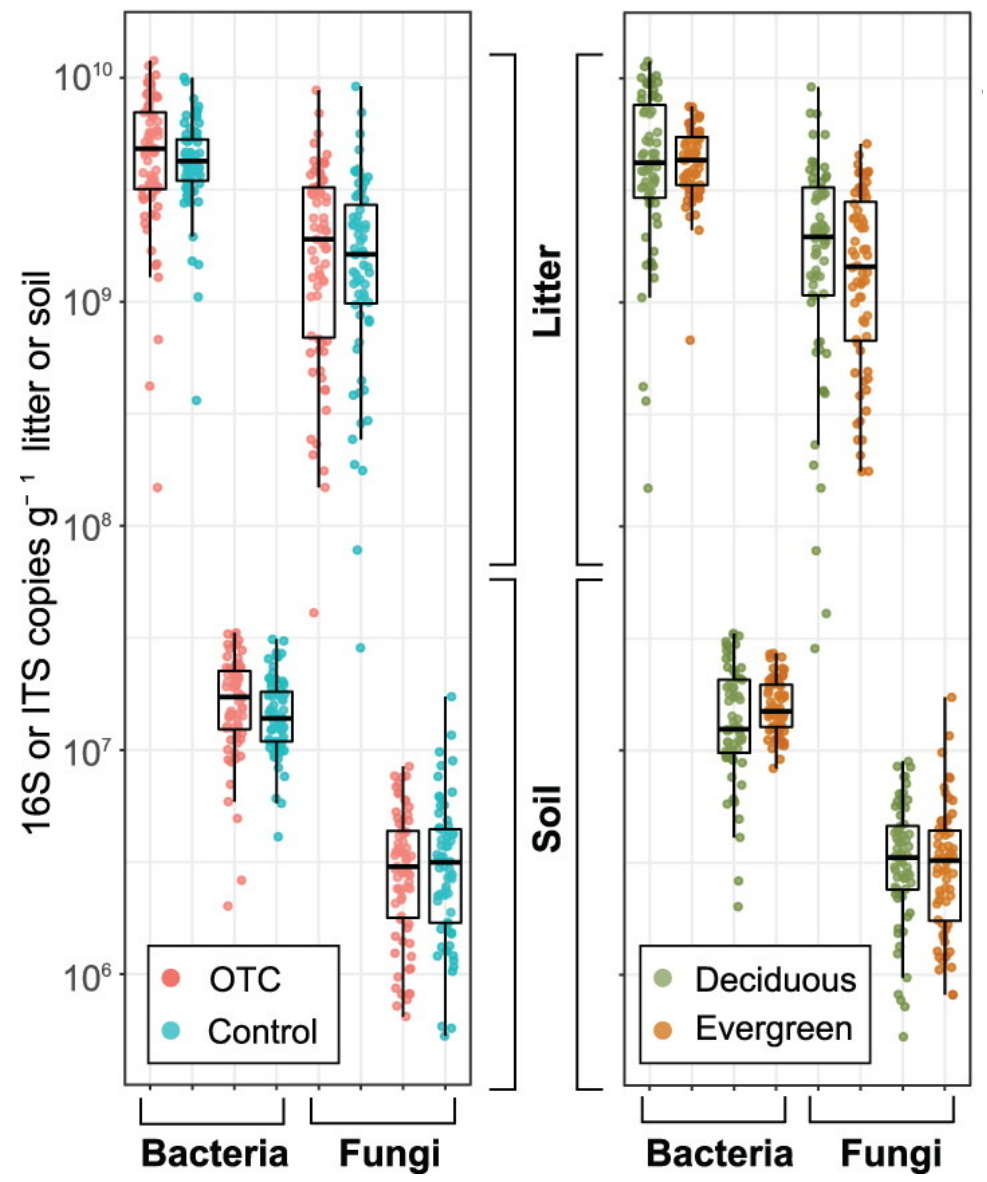 16S or ITS copies g⁻¹ litter or soil
10¹⁰
10⁹
10⁸
10⁷
10⁶
OTC
Control
Litter
Soil
Deciduous
Evergreen
Bacteria
Fungi
Bacteria
Fungi